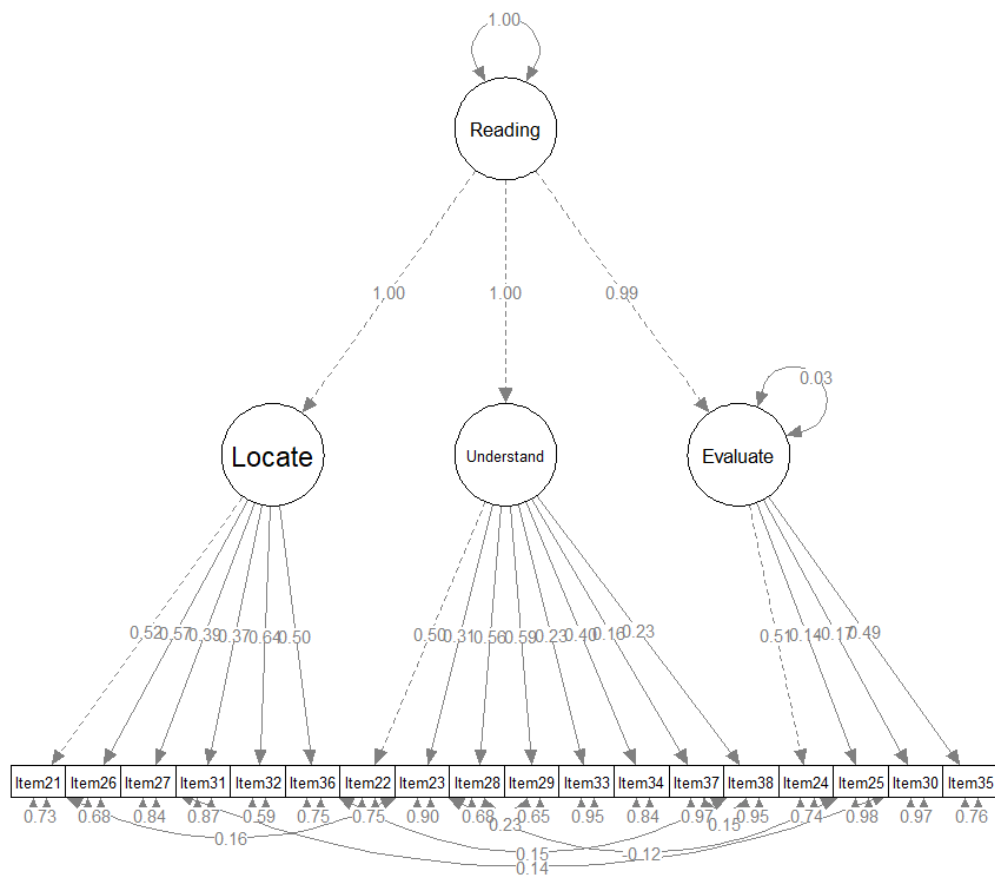 1.00
Reading
1.00 1.00 0.99
0.03
Locate Understand Evaluate
0.52 0.57 0.39 0.37 0.64 0.50 0.50 0.31 0.56 0.59 0.23 0.40 0.16 0.23 0.51 0.14 0.17 0.49
Item21 Item26 Item27 Item31 Item32 Item36 Item22 Item23 Item28 Item29 Item33 Item34 Item37 Item38 Item24 Item25 Item30 Item35
0.73 0.68 0.84 0.87 0.59 0.75 0.75 0.90 0.68 0.65 0.95 0.84 0.97 0.95 0.74 0.98 0.97 0.76
0.23 0.15
0.16 0.15 -0.12
0.14